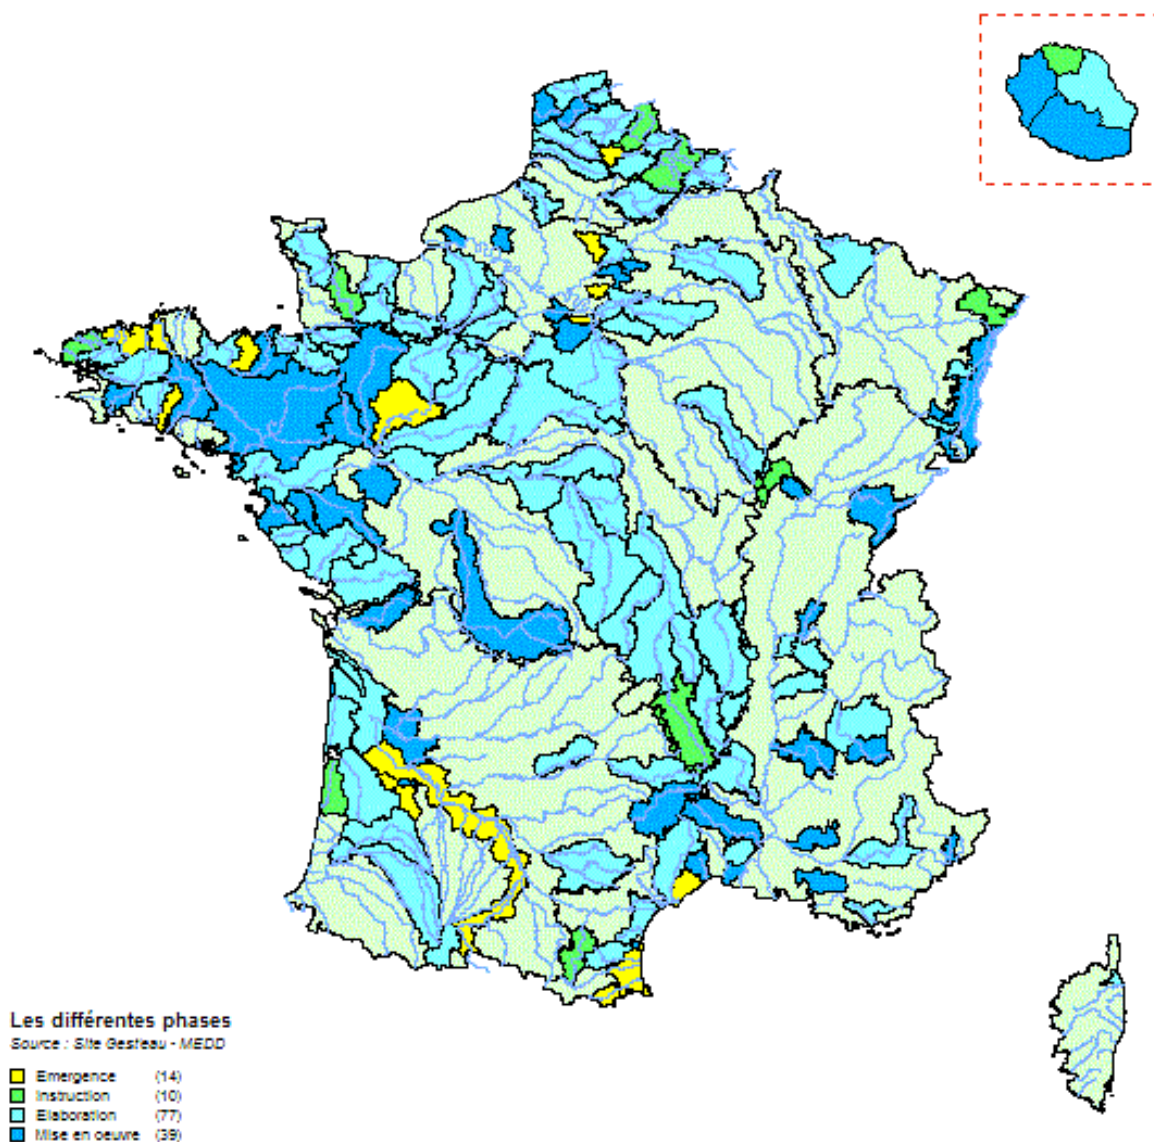 Les différentes phases
Source : Site Gesteau - MEDD
Emergence (14)
Instruction (10)
Elaboration (77)
Mise en oeuvre (39)